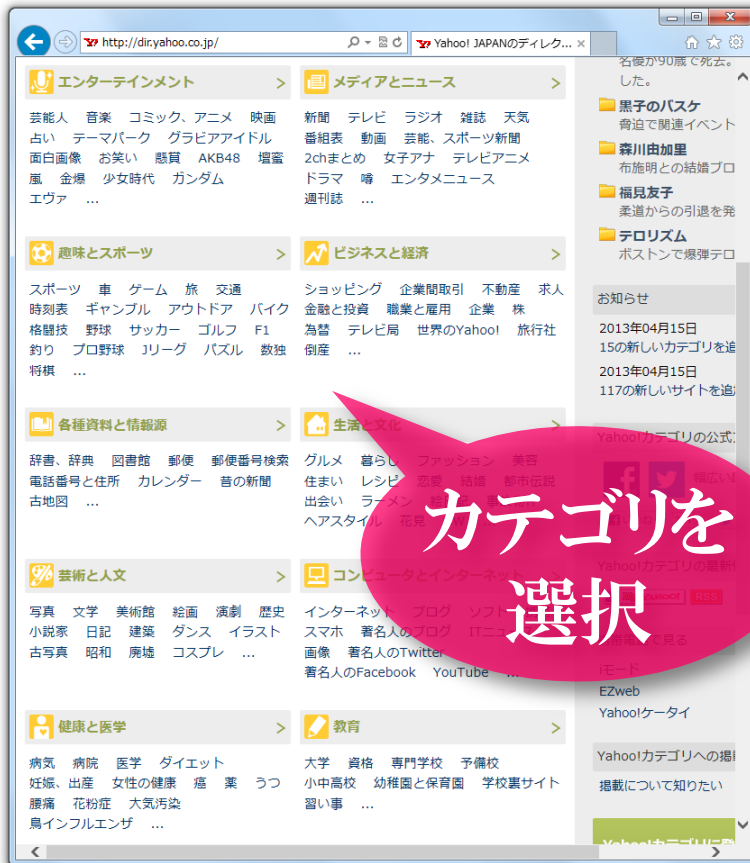 http://dir.yahoo.co.jp/
Yahoo! JAPANのディレク...
エンターテインメント >
芸能人 音楽 コミック、アニメ 映画
占い テーマパーク グラビアアイドル
面白画像 お笑い 懸賞 AKB48 壇蜜
嵐 金爆 少女時代 ガンダム
エヴァ ...
メディアとニュース >
新聞 テレビ ラジオ 雑誌 天気
番組表 動画 芸能、スポーツ新聞
2chまとめ 女子アナ テレビアニメ
ドラマ 噂 エンタメニュース
週刊誌 ...
趣味とスポーツ >
スポーツ 車 ゲーム 旅 交通
時刻表 ギャンブル アウトドア バイク
格闘技 野球 サッカー ゴルフ F1
釣り プロ野球 Jリーグ パズル 数独
将棋 ...
ビジネスと経済 >
ショッピング 企業間取引 不動産 求人
金融と投資 職業と雇用 企業 株
為替 テレビ局 世界のYahoo! 旅行社
倒産 ...
各種資料と情報源 >
辞書、辞典 図書館 郵便 郵便番号検索
電話番号と住所 カレンダー 昔の新聞
古地図 ...
生活と文化 >
グルメ 暮らし ファッション 美容
住まい レシピ 恋愛 結婚 都市伝説
出会い ラーメン
ヘアスタイル 花見
芸術と人文 >
写真 文学 美術館 絵画 演劇 歴史
小説家 日記 建築 ダンス イラスト
古写真 昭和 廃墟 コスプレ ...
コンピュータとインターネット >
インターネット ブログ ソフト
スマホ 著名人のブログ ITニュ
画像 著名人のTwitter
著名人のFacebook YouTube ...
健康と医学 >
病気 病院 医学 ダイエット
妊娠、出産 女性の健康 癌 薬 うつ
腰痛 花粉症 大気汚染
鳥インフルエンザ ...
教育 >
大学 資格 専門学校 予備校
小中高校 幼稚園と保育園 学校裏サイト
習い事 ...
名優が90歳で死去。
した。
黒子のバスケ
脅迫で関連イベント
森川由加里
布施明との結婚ブロ
福見友子
柔道からの引退を発
テロリズム
ボストンで爆弾テロ
お知らせ
2013年04月15日
15の新しいカテゴリを追
2013年04月15日
117の新しいサイトを追
Yahoo!カテゴリの公式
幅広い
Yahoo!カテゴリの最新
RSS
で見る
iモード
EZweb
Yahoo!ケータイ
Yahoo!カテゴリへの掲
掲載について知りたい
Yahoo!カテゴリに
カテゴリを
選択